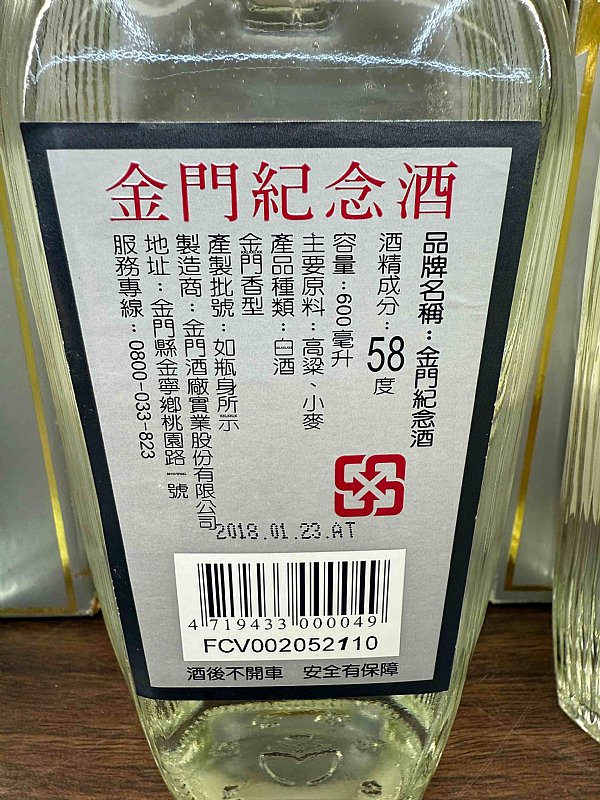 金門紀念酒
品牌名稱：金門紀念酒
酒精成分：58度
容量：600毫升
主要原料：高粱、小麥
產品種類：白酒
金門香型
產製批號：如瓶身所示
製造商：金門酒廠實業股份有限公司
地址：金門縣金寧鄉桃園路一號
服務專線：0800-033-823
2018.01.23.AT
4 719433 000049
FCV002052110
酒後不開車 安全有保障